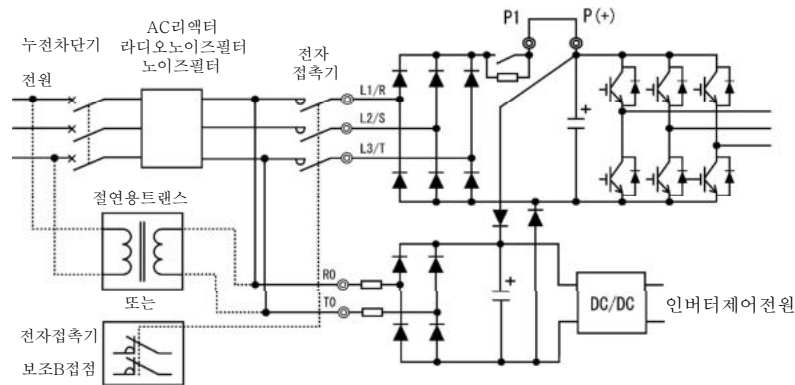 AC리액터
라디오노이즈필터
노이즈필터
누전차단기
전원
전자
접촉기
P1
P(+)
L1/R
L2/S
L3/T
+
절연용트랜스
또는
R0
T0
+
DC/DC
인버터제어전원
전자접촉기
보조B접점